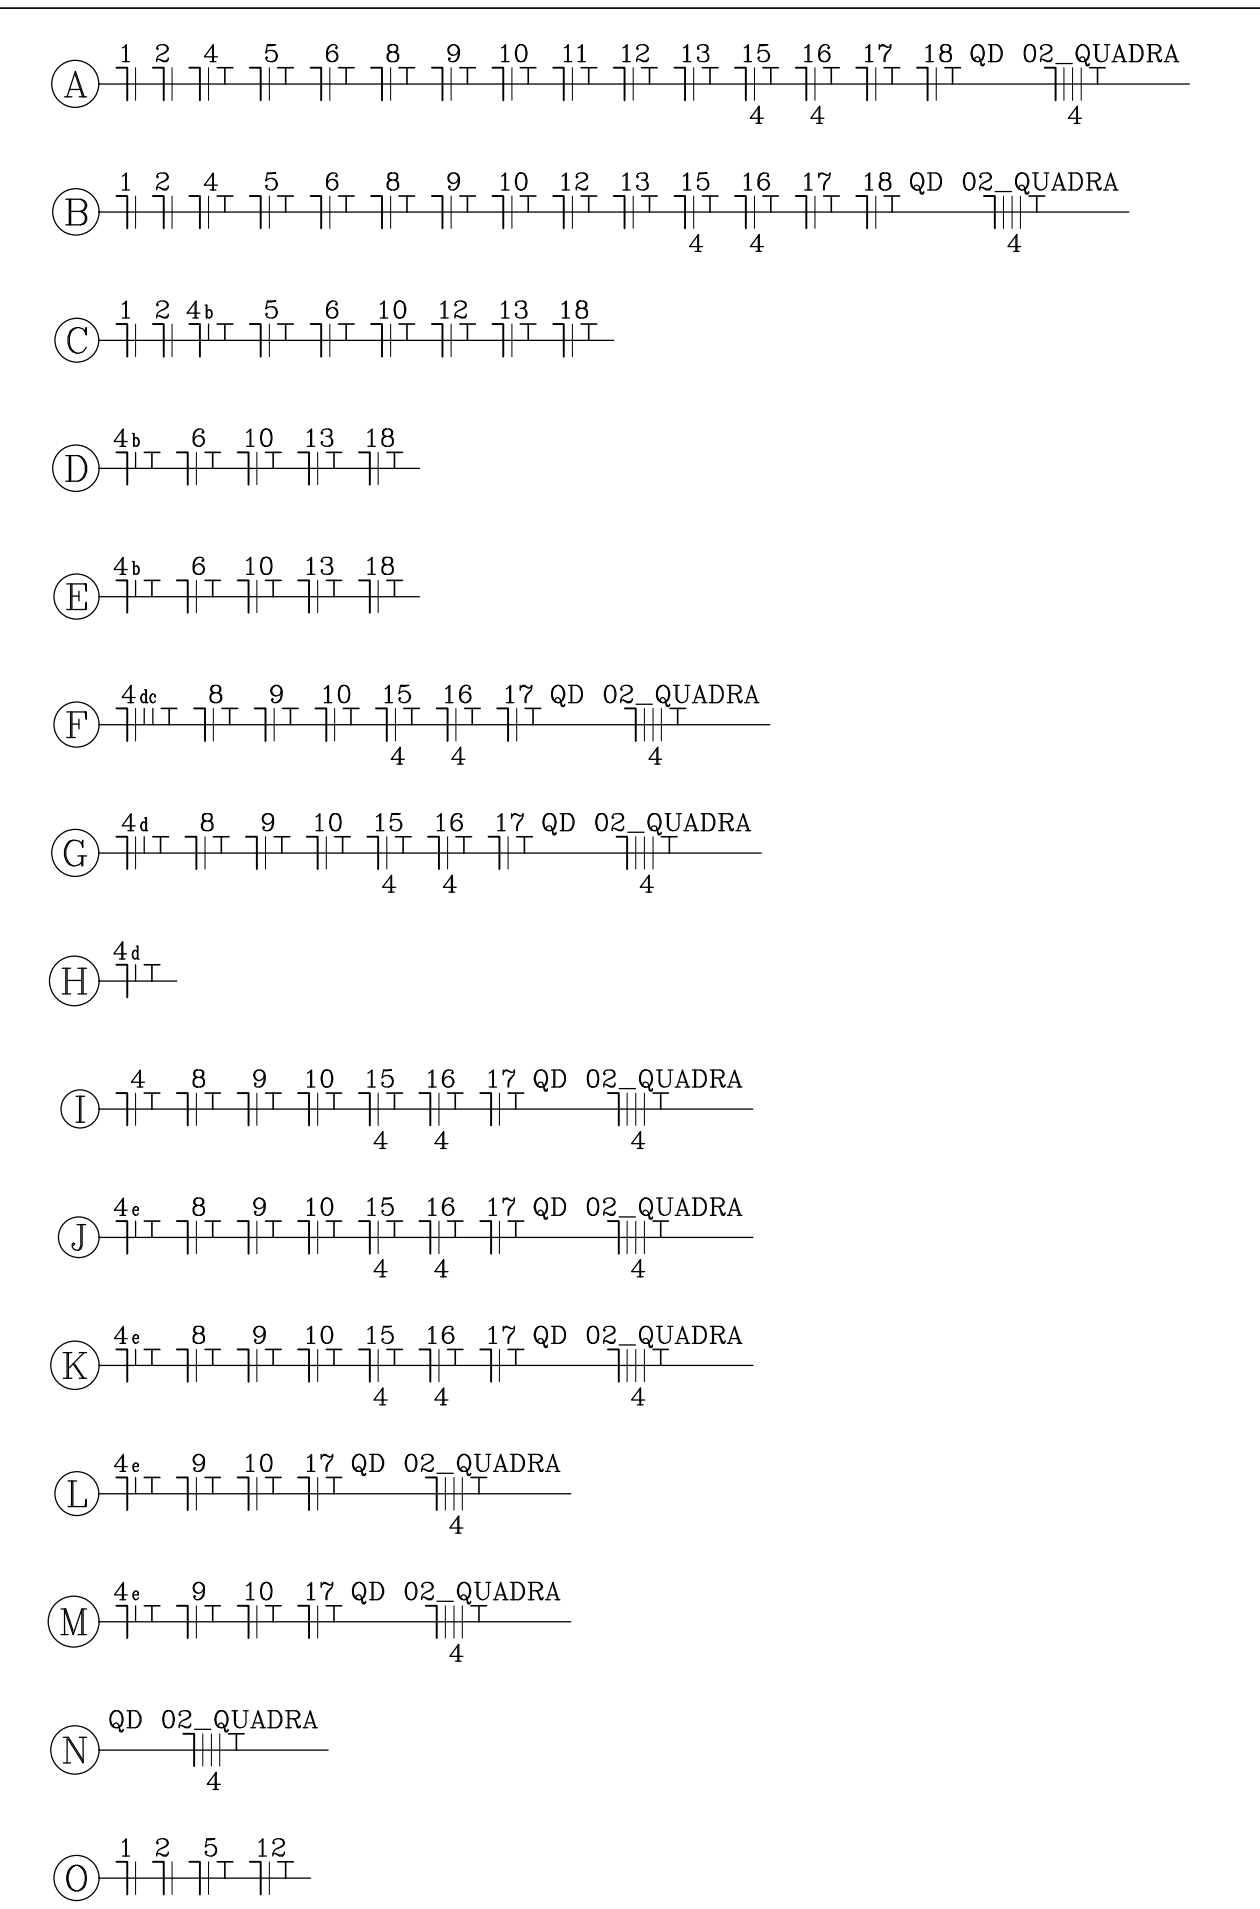 1 2 4 5 6 8 9 10 11 12 13 15 16 17 18 QD 02_QUADRA
A
4 4 4
1 2 4 5 6 8 9 10 12 13 15 16 17 18 QD 02_QUADRA
B
4 4 4
1 2 4b 5 6 10 12 13 18
C
4b 6 10 13 18
D
4b 6 10 13 18
E
4dc 8 9 10 15 16 17 QD 02_QUADRA
F
4 4 4
4d 8 9 10 15 16 17 QD 02_QUADRA
G
4 4 4
4d
H
4 8 9 10 15 16 17 QD 02_QUADRA
I
4 4 4
4e 8 9 10 15 16 17 QD 02_QUADRA
J
4 4 4
4e 8 9 10 15 16 17 QD 02_QUADRA
K
4 4 4
4e 9 10 17 QD 02_QUADRA
L
4
4e 9 10 17 QD 02_QUADRA
M
4
QD 02_QUADRA
N
4
1 2 5 12
O